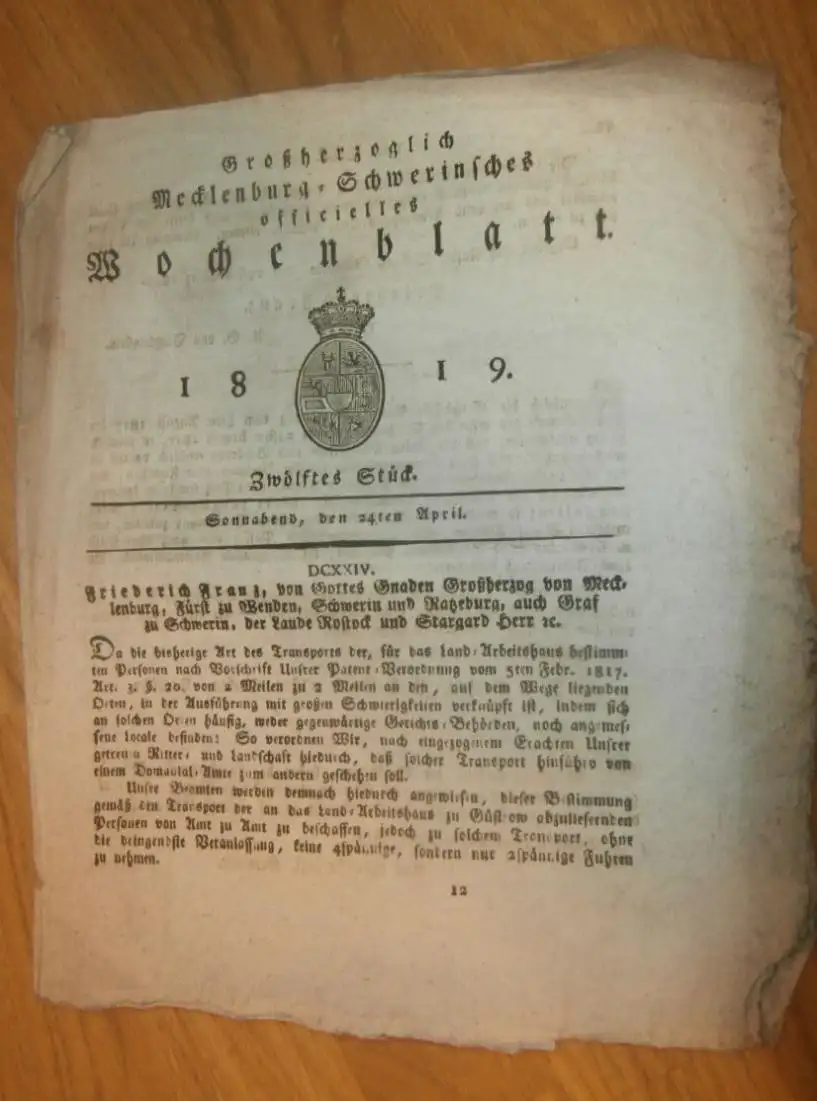 Großherzoglich
Mecklenburg-Schwerinsches
officielles
Wochenblatt.
1819.
Zwölftes Stück.
Sonnabend, den 24ten April.
DCXXIV.
Friederich Franz, von Gottes Gnaden Großherzog von Meck-
lenburg, Fürst zu Wenden, Schwerin und Ratzeburg, auch Graf
zu Schwerin, der Lande Rostock und Stargard Herr ꝛc.
Da die bisherige Art des Transports der, für das Land-Arbeitshaus bestimm-
ten Personen nach Vorschrift Unsrer Patent-Verordnung vom 5ten Febr. 1817.
Art. 3. §. 20. von 2 Meilen zu 2 Meilen an den, auf dem Wege liegenden
Orten, in der Ausführung mit großen Schwierigkeiten verknüpft ist, indem sich
an solchen Orten häufig, weder gegenwärtige Gerichts-Behörden, noch angemes-
sene Locale befinden: So verordnen Wir, nach eingezogenem Erachten Unsrer
getreuen Ritter- und Landschaft hiedurch, daß solcher Transport hinführo von
einem Domanial-Amte zum andern geschehen soll.
Unsre Beamten werden demnach hiedurch angewiesen, dieser Bestimmung
gemäß den Transport der an das Land-Arbeitshaus zu Güstrow abzuliefernden
Personen von Amt zu Amt zu beschaffen, jedoch zu solchem Transport, ohne
die dringendste Veranlassung, keine 4spännige, sondern nur 2spännige Fuhren
zu nehmen.
12